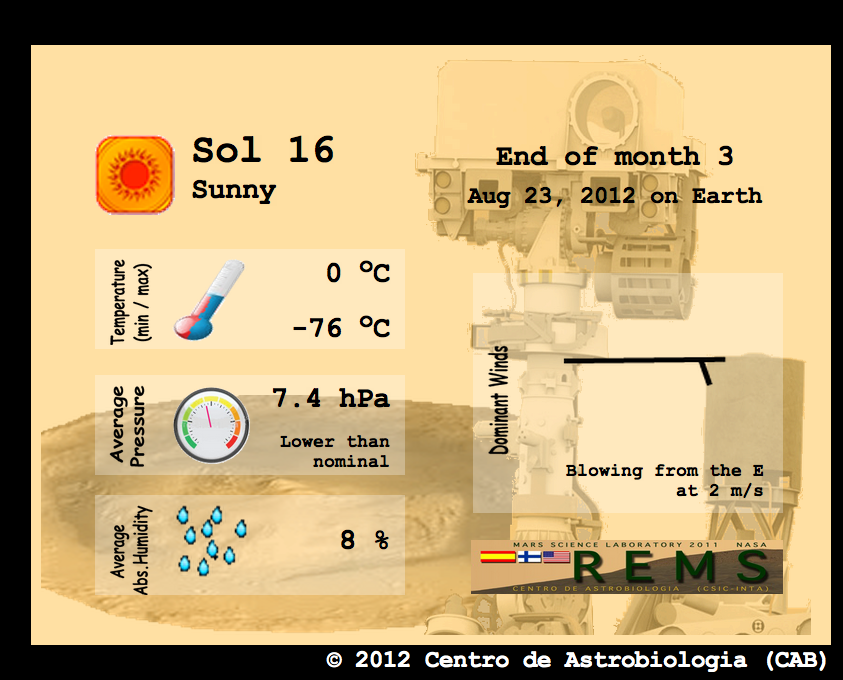 Sol 16
Sunny
End of month 3
Aug 23, 2012 on Earth
Temperature
(min / max)
0 ºC
-76 ºC
Average
Pressure
7.4 hPa
Lower than
nominal
Average
Abs.Humidity
8 %
Dominant Winds
Blowing from the E
at 2 m/s
MARS SCIENCE LABORATORY 2011 NASA
REMS
CENTRO DE ASTROBIOLOGIA (CSIC-INTA)
© 2012 Centro de Astrobiologia (CAB)